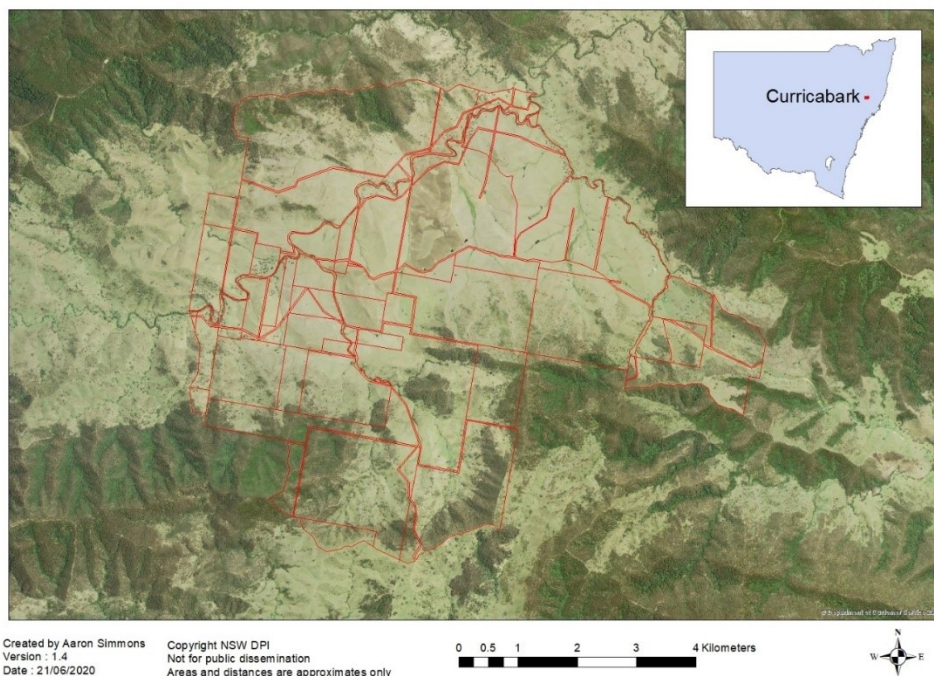 Curricabark
Created by Aaron Simmons
Version : 1.4
Date : 21/06/2020
Copyright NSW DPI
Not for public dissemination
Areas and distances are approximates only
0 0.5 1 2 3 4 Kilometers
N
W E
S